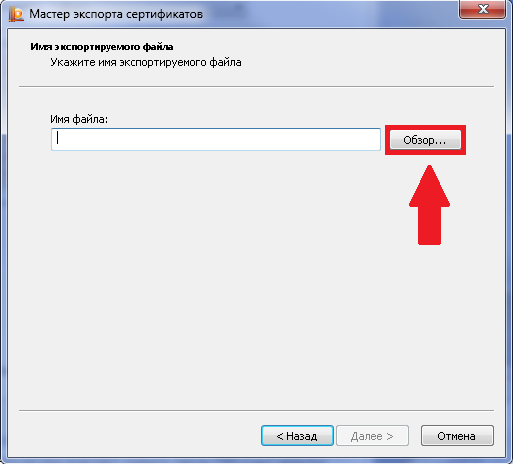 Мастер экспорта сертификатов
Имя экспортируемого файла
Укажите имя экспортируемого файла
Имя файла:
Обзор...
< Назад
Далее >
Отмена